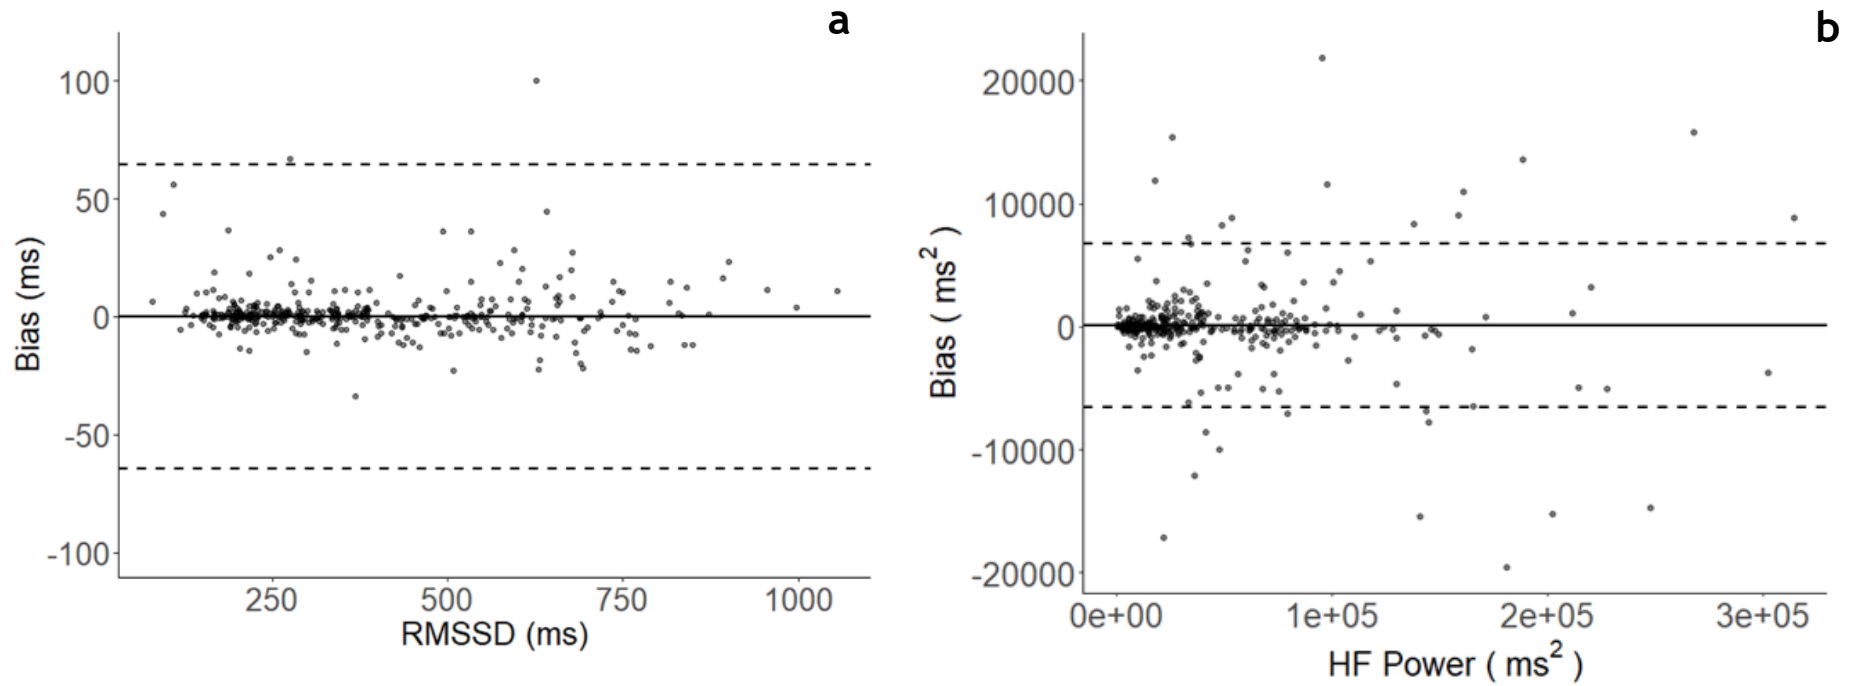 a
100
50
0
-50
-100
Bias (ms)
250 500 750 1000
RMSSD (ms)
b
20000
10000
0
-10000
-20000
Bias ( ms² )
0e+00 1e+05 2e+05 3e+05
HF Power ( ms² )